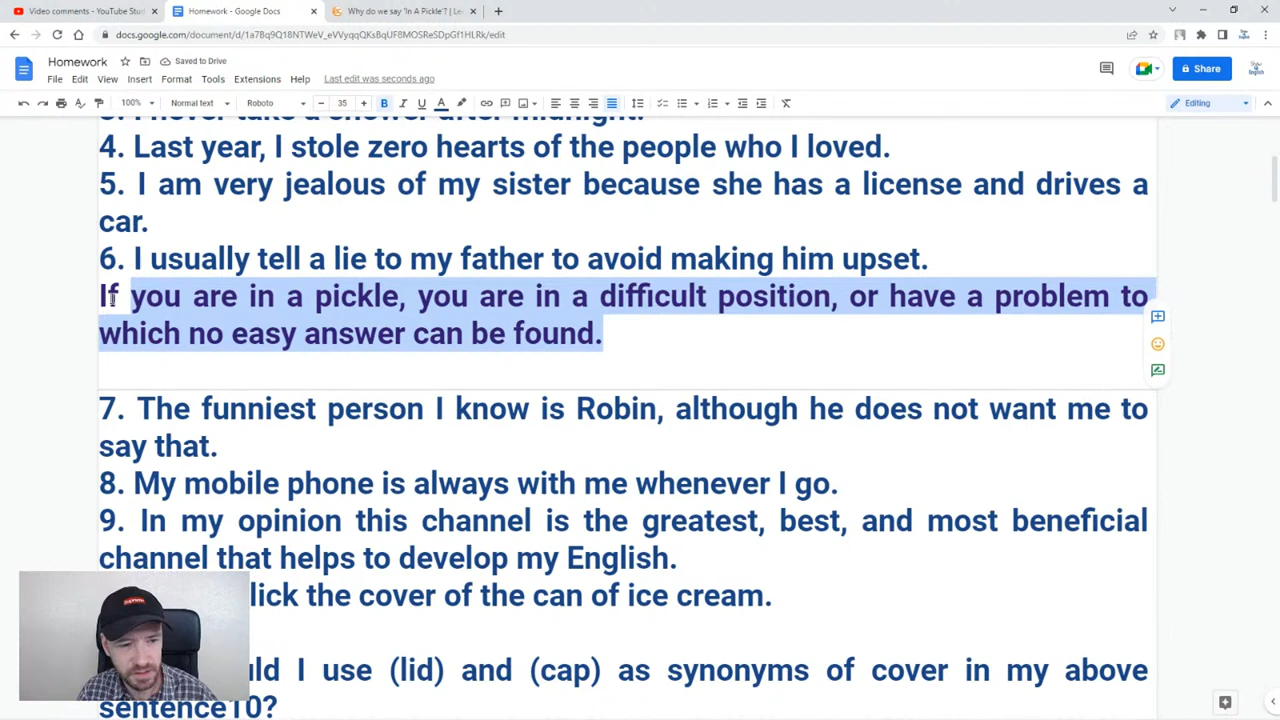 Video comments - YouTube Stud
Homework - Google Docs
Why do we say 'In A Pickle'? | Le
docs.google.com/document/d/1a7Bq9Q18NTWeV_eVVyqqQKsBqUF8MOSReSDpGf1HLRk/edit
Homework
Saved to Drive
File Edit View Insert Format Tools Extensions Help Last edit was seconds ago
Share
100% Normal text Roboto 35 Editing
3. I never take a shower after midnight.
4. Last year, I stole zero hearts of the people who I loved.
5. I am very jealous of my sister because she has a license and drives a
car.
6. I usually tell a lie to my father to avoid making him upset.
If you are in a pickle, you are in a difficult position, or have a problem to
which no easy answer can be found.
7. The funniest person I know is Robin, although he does not want me to
say that.
8. My mobile phone is always with me whenever I go.
9. In my opinion this channel is the greatest, best, and most beneficial
channel that helps to develop my English.
lick the cover of the can of ice cream.
I use (lid) and (cap) as synonyms of cover in my above
sentence10?